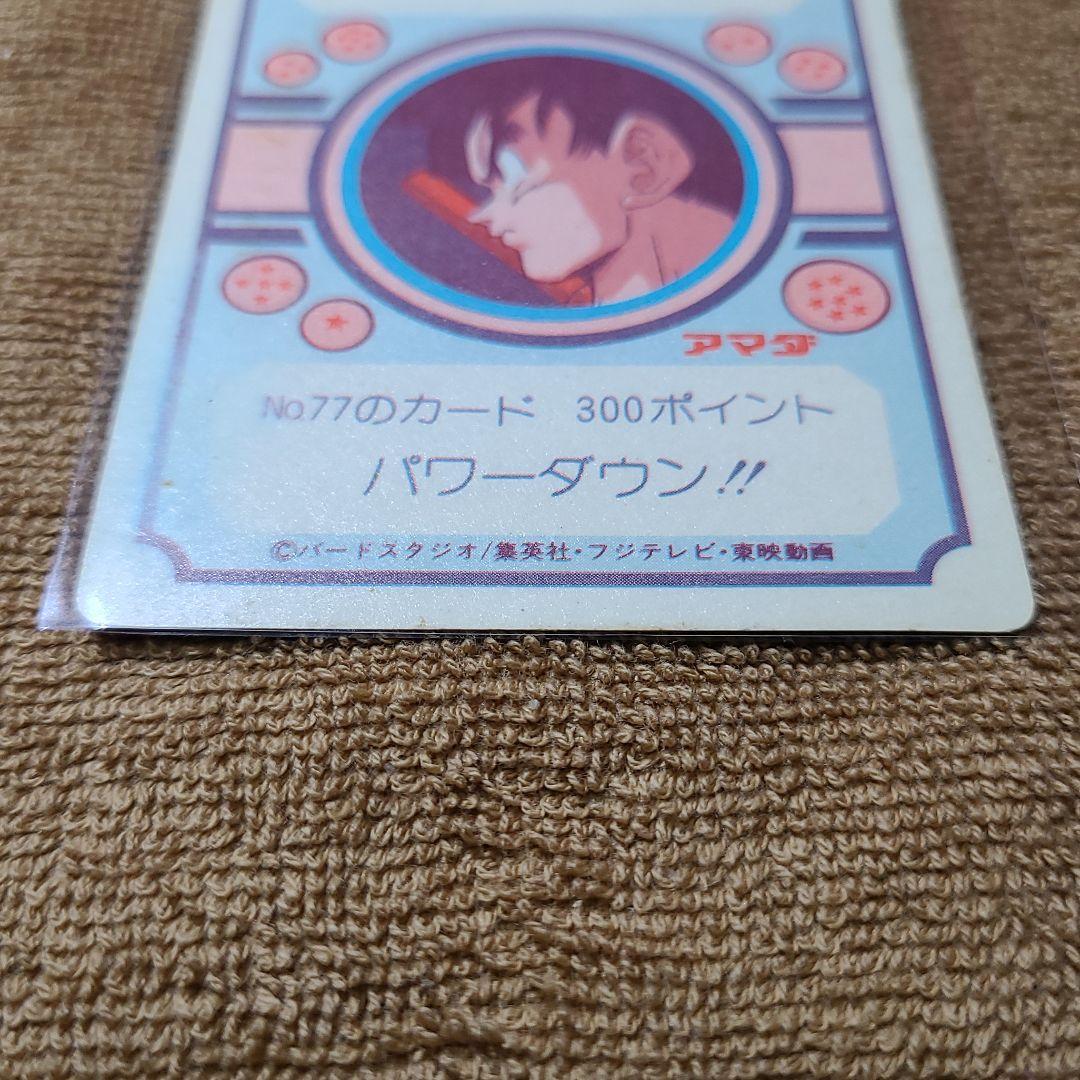 アマダ
No.77のカード 300ポイント
パワーダウン!!
©バードスタジオ/集英社・フジテレビ・東映動画